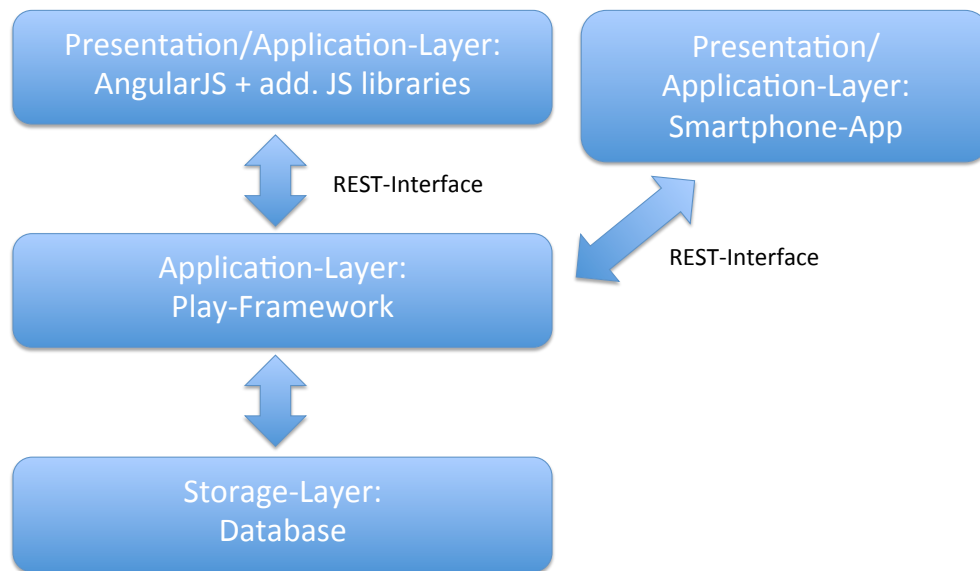 Presentation/Application-Layer:
AngularJS + add. JS libraries
Presentation/
Application-Layer:
Smartphone-App
REST-Interface
REST-Interface
Application-Layer:
Play-Framework
Storage-Layer:
Database